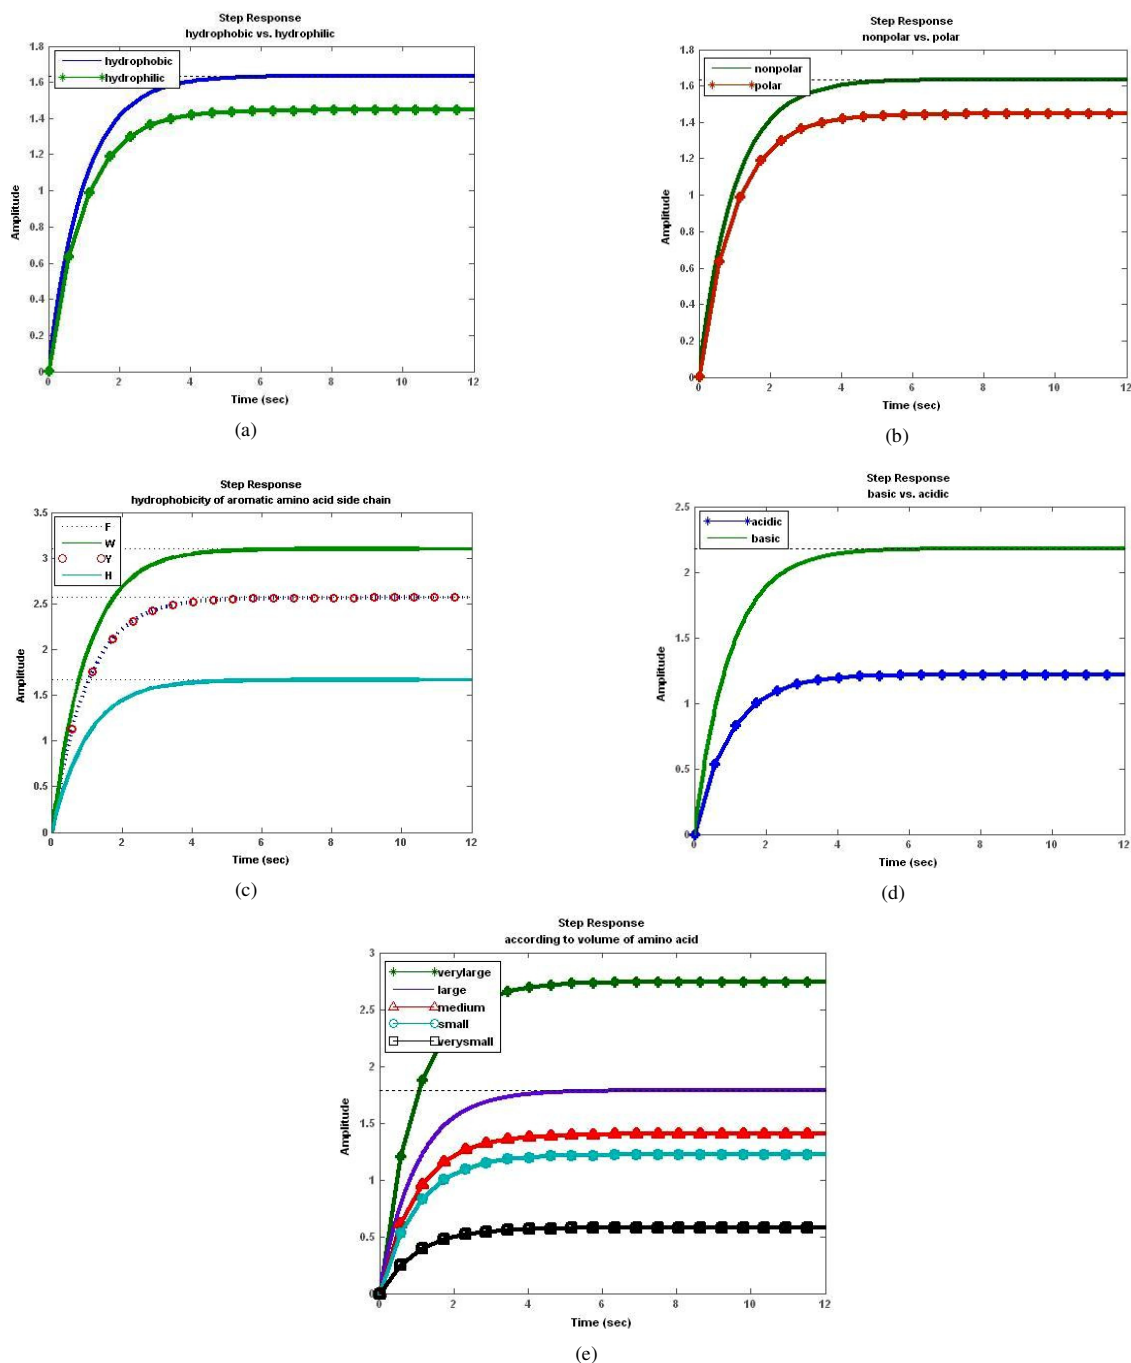 Step Response
hydrophobic vs. hydrophilic
1.8
1.6
1.4
1.2
1
0.8
0.6
0.4
0.2
0
hydrophobic
hydrophilic
Amplitude
0 2 4 6 8 10 12
Time (sec)
(a)
Step Response
nonpolar vs. polar
1.8
1.6
1.4
1.2
1
0.8
0.6
0.4
0.2
0
nonpolar
polar
Amplitude
0 2 4 6 8 10 12
Time (sec)
(b)
Step Response
hydrophobicity of aromatic amino acid side chain
3.5
3
2.5
2
1.5
1
0.5
0
F
W
Y
H
Amplitude
0 2 4 6 8 10 12
Time (sec)
(c)
Step Response
basic vs. acidic
2.5
2
1.5
1
0.5
0
acidic
basic
Amplitude
0 2 4 6 8 10 12
Time (sec)
(d)
Step Response
according to volume of amino acid
3
2.5
2
1.5
1
0.5
0
verylarge
large
medium
small
verysmall
Amplitude
0 2 4 6 8 10 12
Time (sec)
(e)